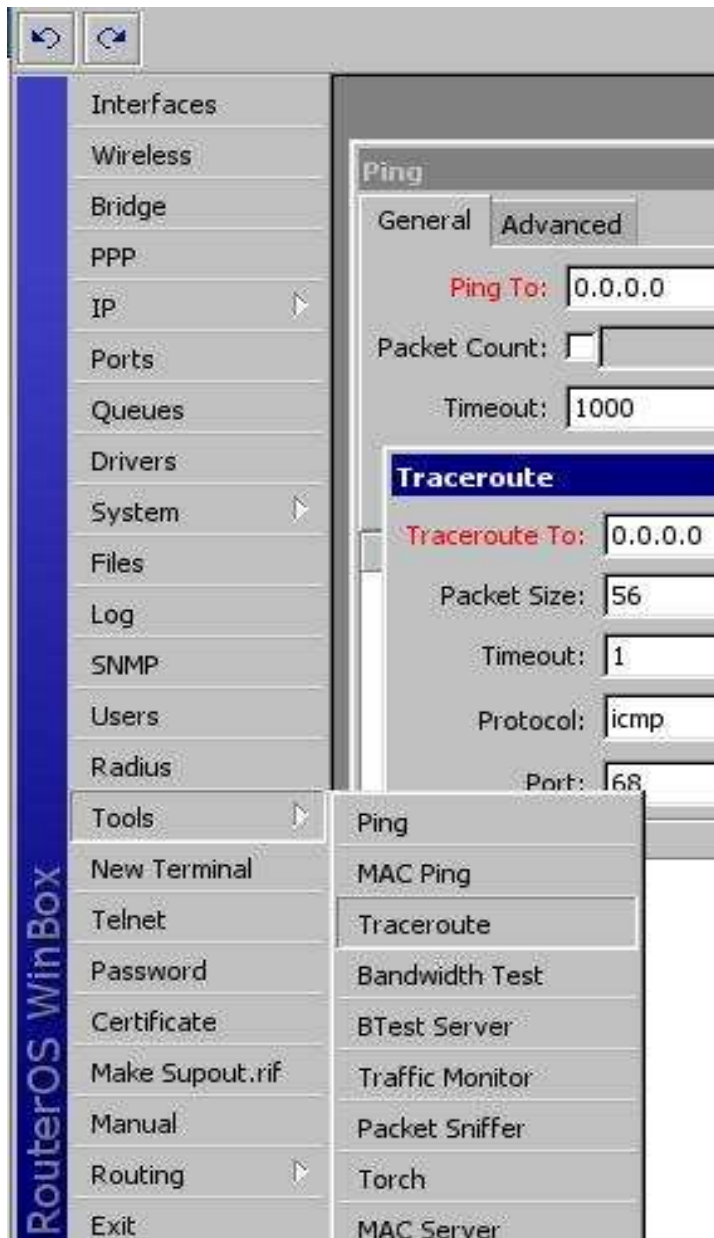 Interfaces
Wireless
Bridge
PPP
IP
Ports
Queues
Drivers
System
Files
Log
SNMP
Users
Radius
Tools
New Terminal
Telnet
Password
Certificate
Make Supout.rif
Manual
Routing
Exit
RouterOS WinBox
Ping
General Advanced
Ping To: 0.0.0.0
Packet Count:
Timeout: 1000
Traceroute
Traceroute To: 0.0.0.0
Packet Size: 56
Timeout: 1
Protocol: icmp
Port: 68
Ping
MAC Ping
Traceroute
Bandwidth Test
BTest Server
Traffic Monitor
Packet Sniffer
Torch
MAC Server